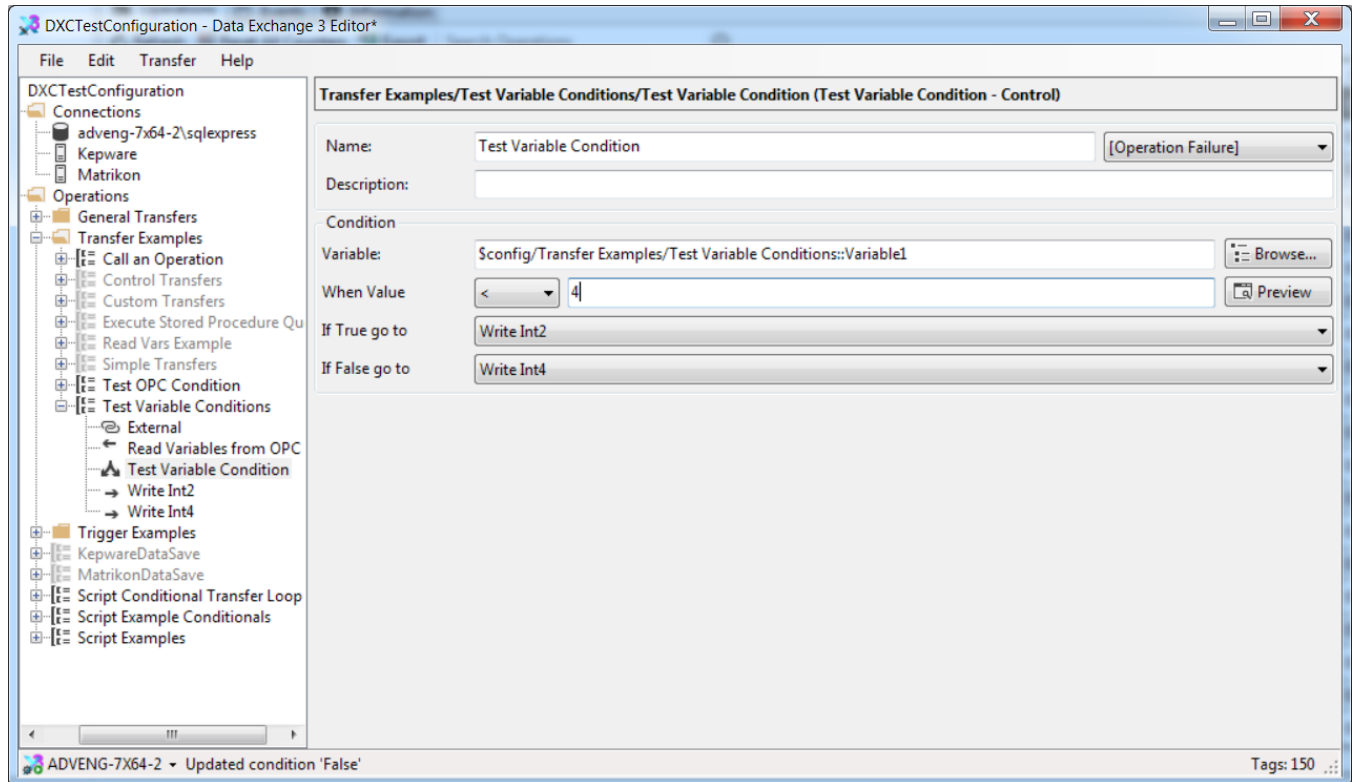 DXCTestConfiguration - Data Exchange 3 Editor*
File Edit Transfer Help
DXCTestConfiguration
Connections
adveng-7x64-2\sqlexpress
Kepware
Matrikon
Operations
General Transfers
Transfer Examples
Call an Operation
Control Transfers
Custom Transfers
Execute Stored Procedure Qu
Read Vars Example
Simple Transfers
Test OPC Condition
Test Variable Conditions
External
Read Variables from OPC
Test Variable Condition
Write Int2
Write Int4
Trigger Examples
KepwareDataSave
MatrikonDataSave
Script Conditional Transfer Loop
Script Example Conditionals
Script Examples
Transfer Examples/Test Variable Conditions/Test Variable Condition (Test Variable Condition - Control)
Name: Test Variable Condition [Operation Failure]
Description:
Condition
Variable: $config/Transfer Examples/Test Variable Conditions::Variable1 Browse...
When Value < 4 Preview
If True go to Write Int2
If False go to Write Int4
ADVENG-7X64-2 Updated condition 'False' Tags: 150